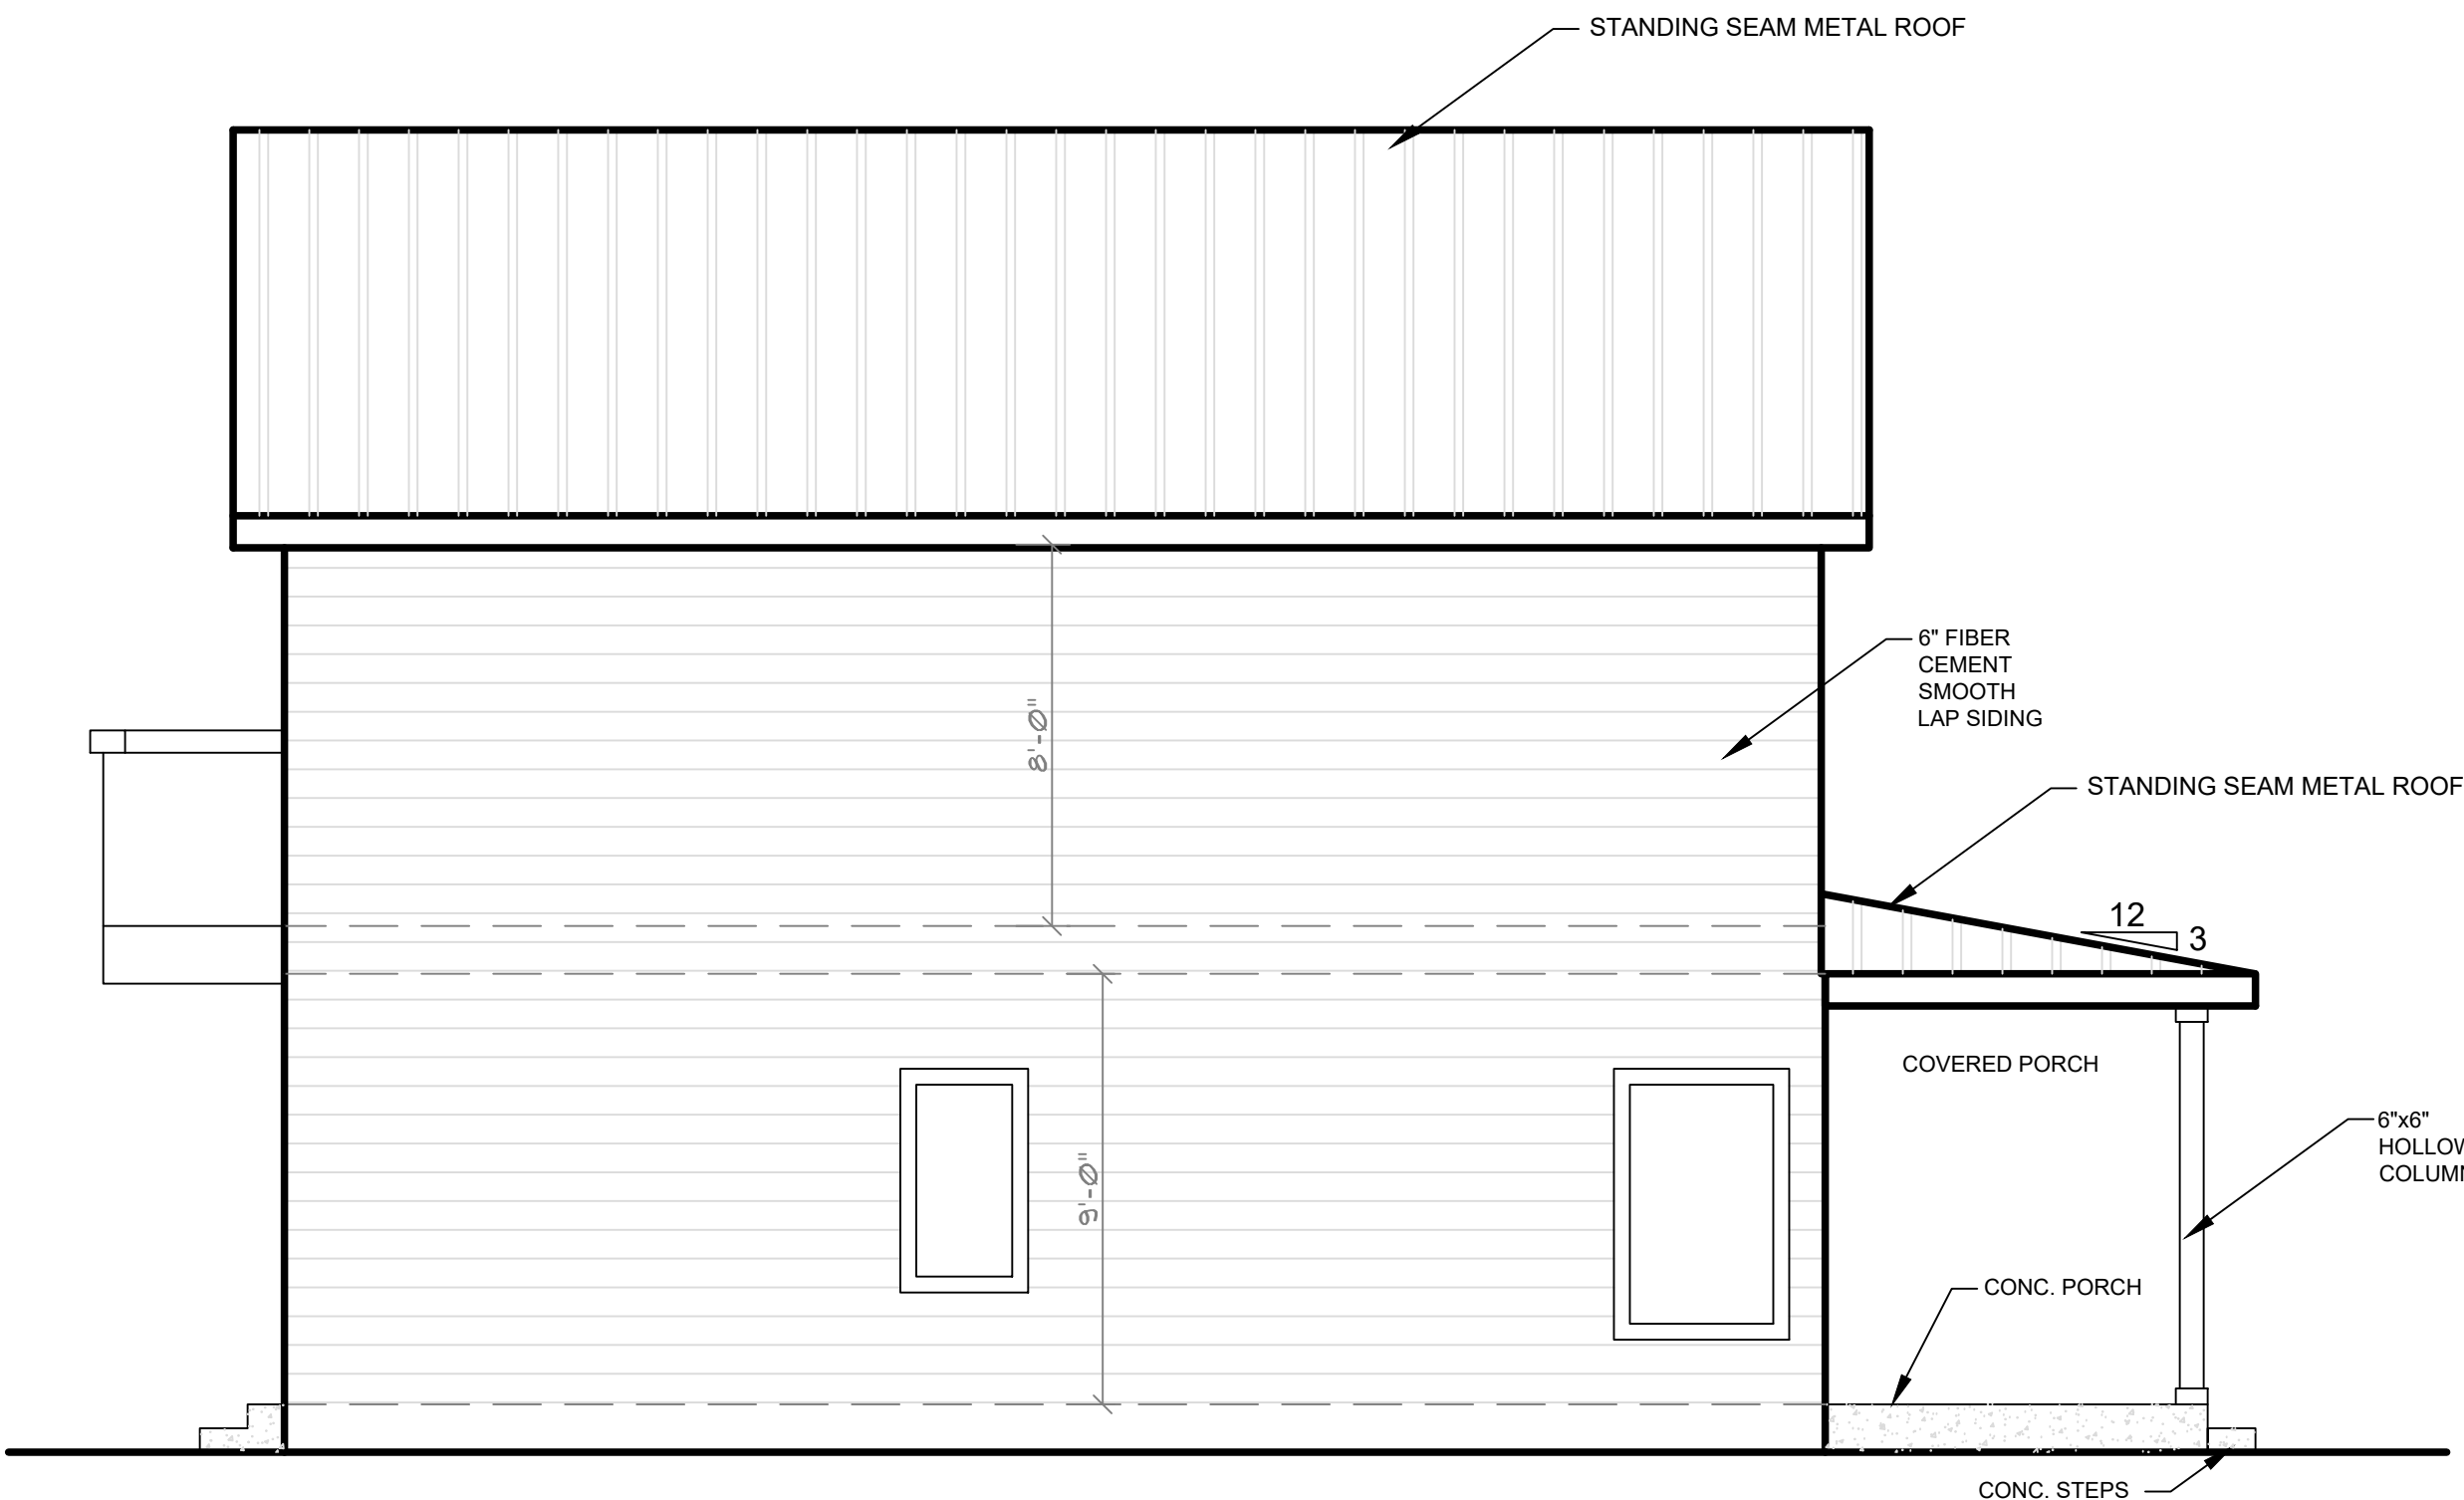 STANDING SEAM METAL ROOF
6" FIBER
CEMENT
SMOOTH
LAP SIDING
8'-0"
STANDING SEAM METAL ROOF
12
3
COVERED PORCH
6"x6"
9'-0"
CONC. PORCH
CONC. STEPS